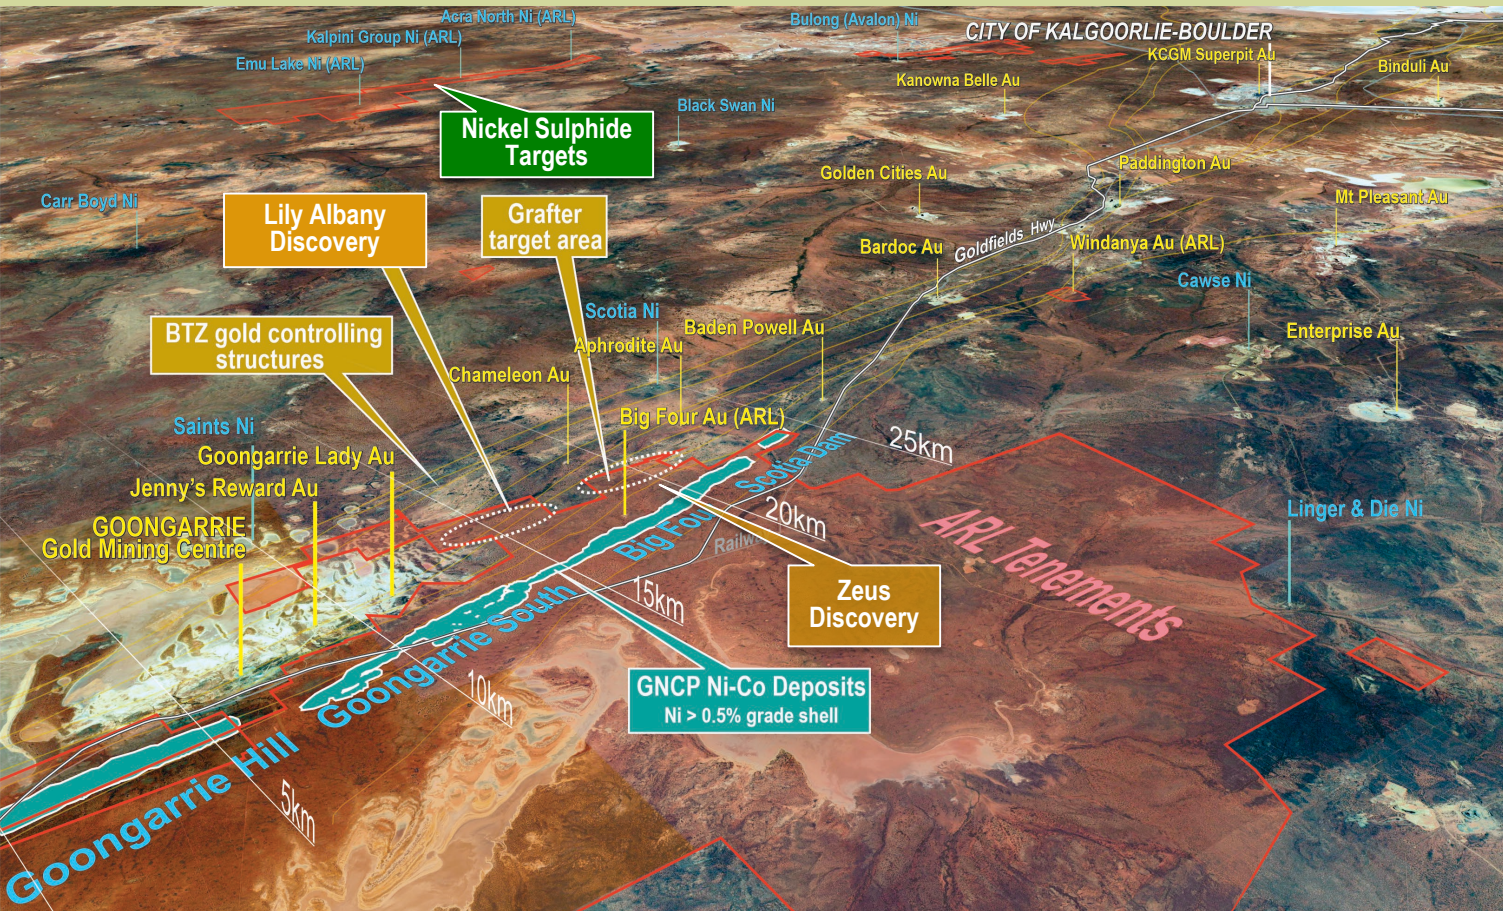 Acra North Ni (ARL)
Kalpini Group Ni (ARL)
Emu Lake Ni (ARL)
Bulong (Avalon) Ni
CITY OF KALGOORLIE-BOULDER
KCGM Superpit Au
Binduli Au
Kanowna Belle Au
Black Swan Ni
Nickel Sulphide
Targets
Paddington Au
Golden Cities Au
Mt Pleasant Au
Carr Boyd Ni
Lily Albany
Discovery
Grafter
target area
Goldfields Hwy
Bardoc Au
Windanya Au (ARL)
Cawse Ni
Scotia Ni
Baden Powell Au
Enterprise Au
BTZ gold controlling
structures
Aphrodite Au
Chameleon Au
Big Four Au (ARL)
Saints Ni
Goongarrie Lady Au
Jenny's Reward Au
GOONGARRIE
Gold Mining Centre
25km
Scotia Dam
20km
Big Four
ARL Tenements
Linger & Die Ni
Zeus
Discovery
15km
Goongarrie South
10km
GNCP Ni-Co Deposits
Ni > 0.5% grade shell
Goongarrie Hill
5km